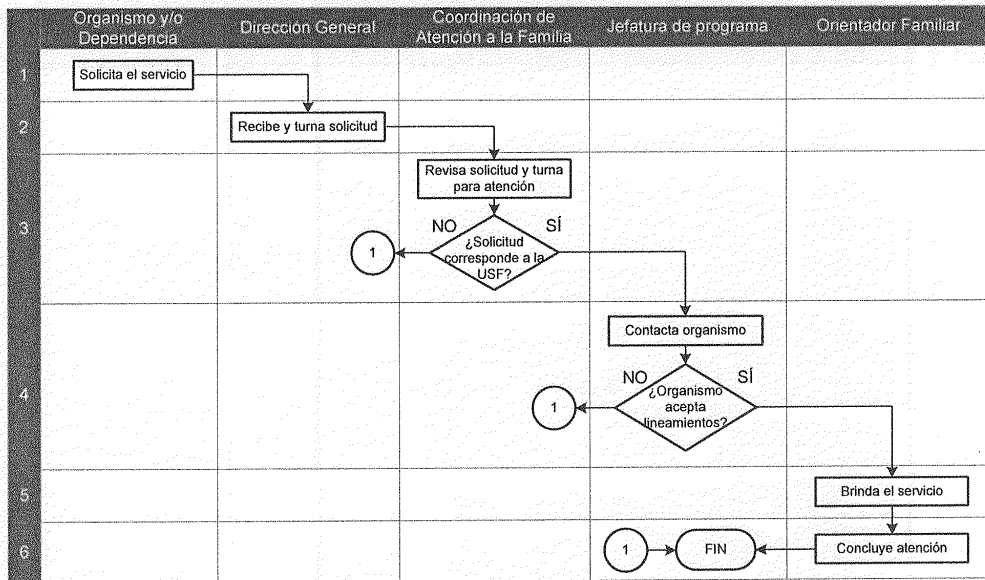 Organismo y/o
Dependencia
Dirección General
Coordinación de
Atención a la Familia
Jefatura de programa
Orientador Familiar
1
Solicita el servicio
2
Recibe y turna solicitud
3
Revisa solicitud y turna
para atención
NO
SÍ
1
¿Solicitud
corresponde a la
USF?
4
Contacta organismo
NO
SÍ
1
¿Organismo
acepta
lineamientos?
5
Brinda el servicio
6
1
FIN
Concluye atención